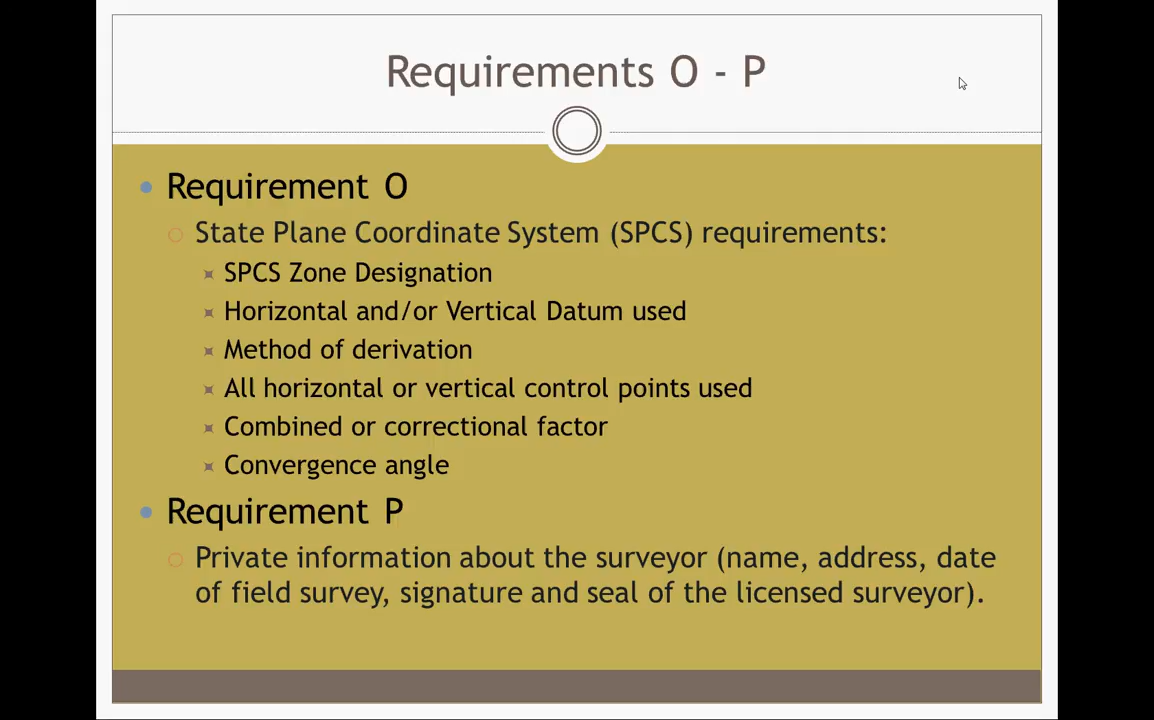 Requirements O - P
Requirement O
State Plane Coordinate System (SPCS) requirements:
SPCS Zone Designation
Horizontal and/or Vertical Datum used
Method of derivation
All horizontal or vertical control points used
Combined or correctional factor
Convergence angle
Requirement P
Private information about the surveyor (name, address, date
of field survey, signature and seal of the licensed surveyor).